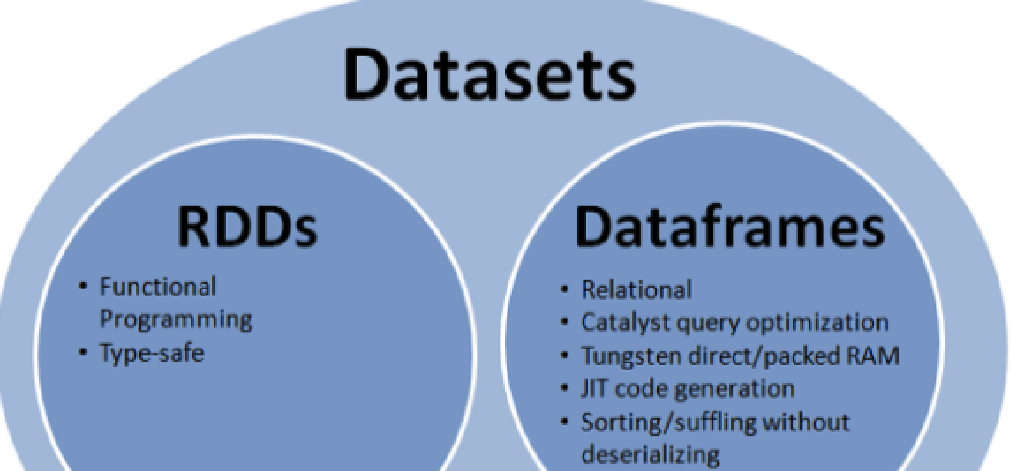 Datasets
RDDs
• Functional
Programming
• Type-safe
Dataframes
• Relational
• Catalyst query optimization
• Tungsten direct/packed RAM
• JIT code generation
• Sorting/suffling without
deserializing